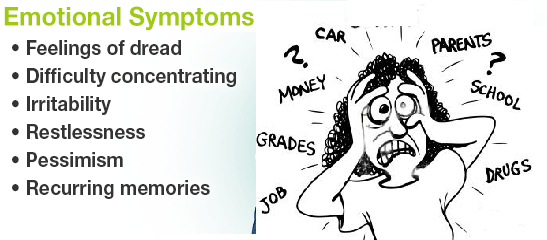 Emotional Symptoms
• Feelings of dread
• Difficulty concentrating
• Irritability
• Restlessness
• Pessimism
• Recurring memories
CAR
PARENTS
?
?
MONEY
SCHOOL
GRADES
DRUGS
JOB